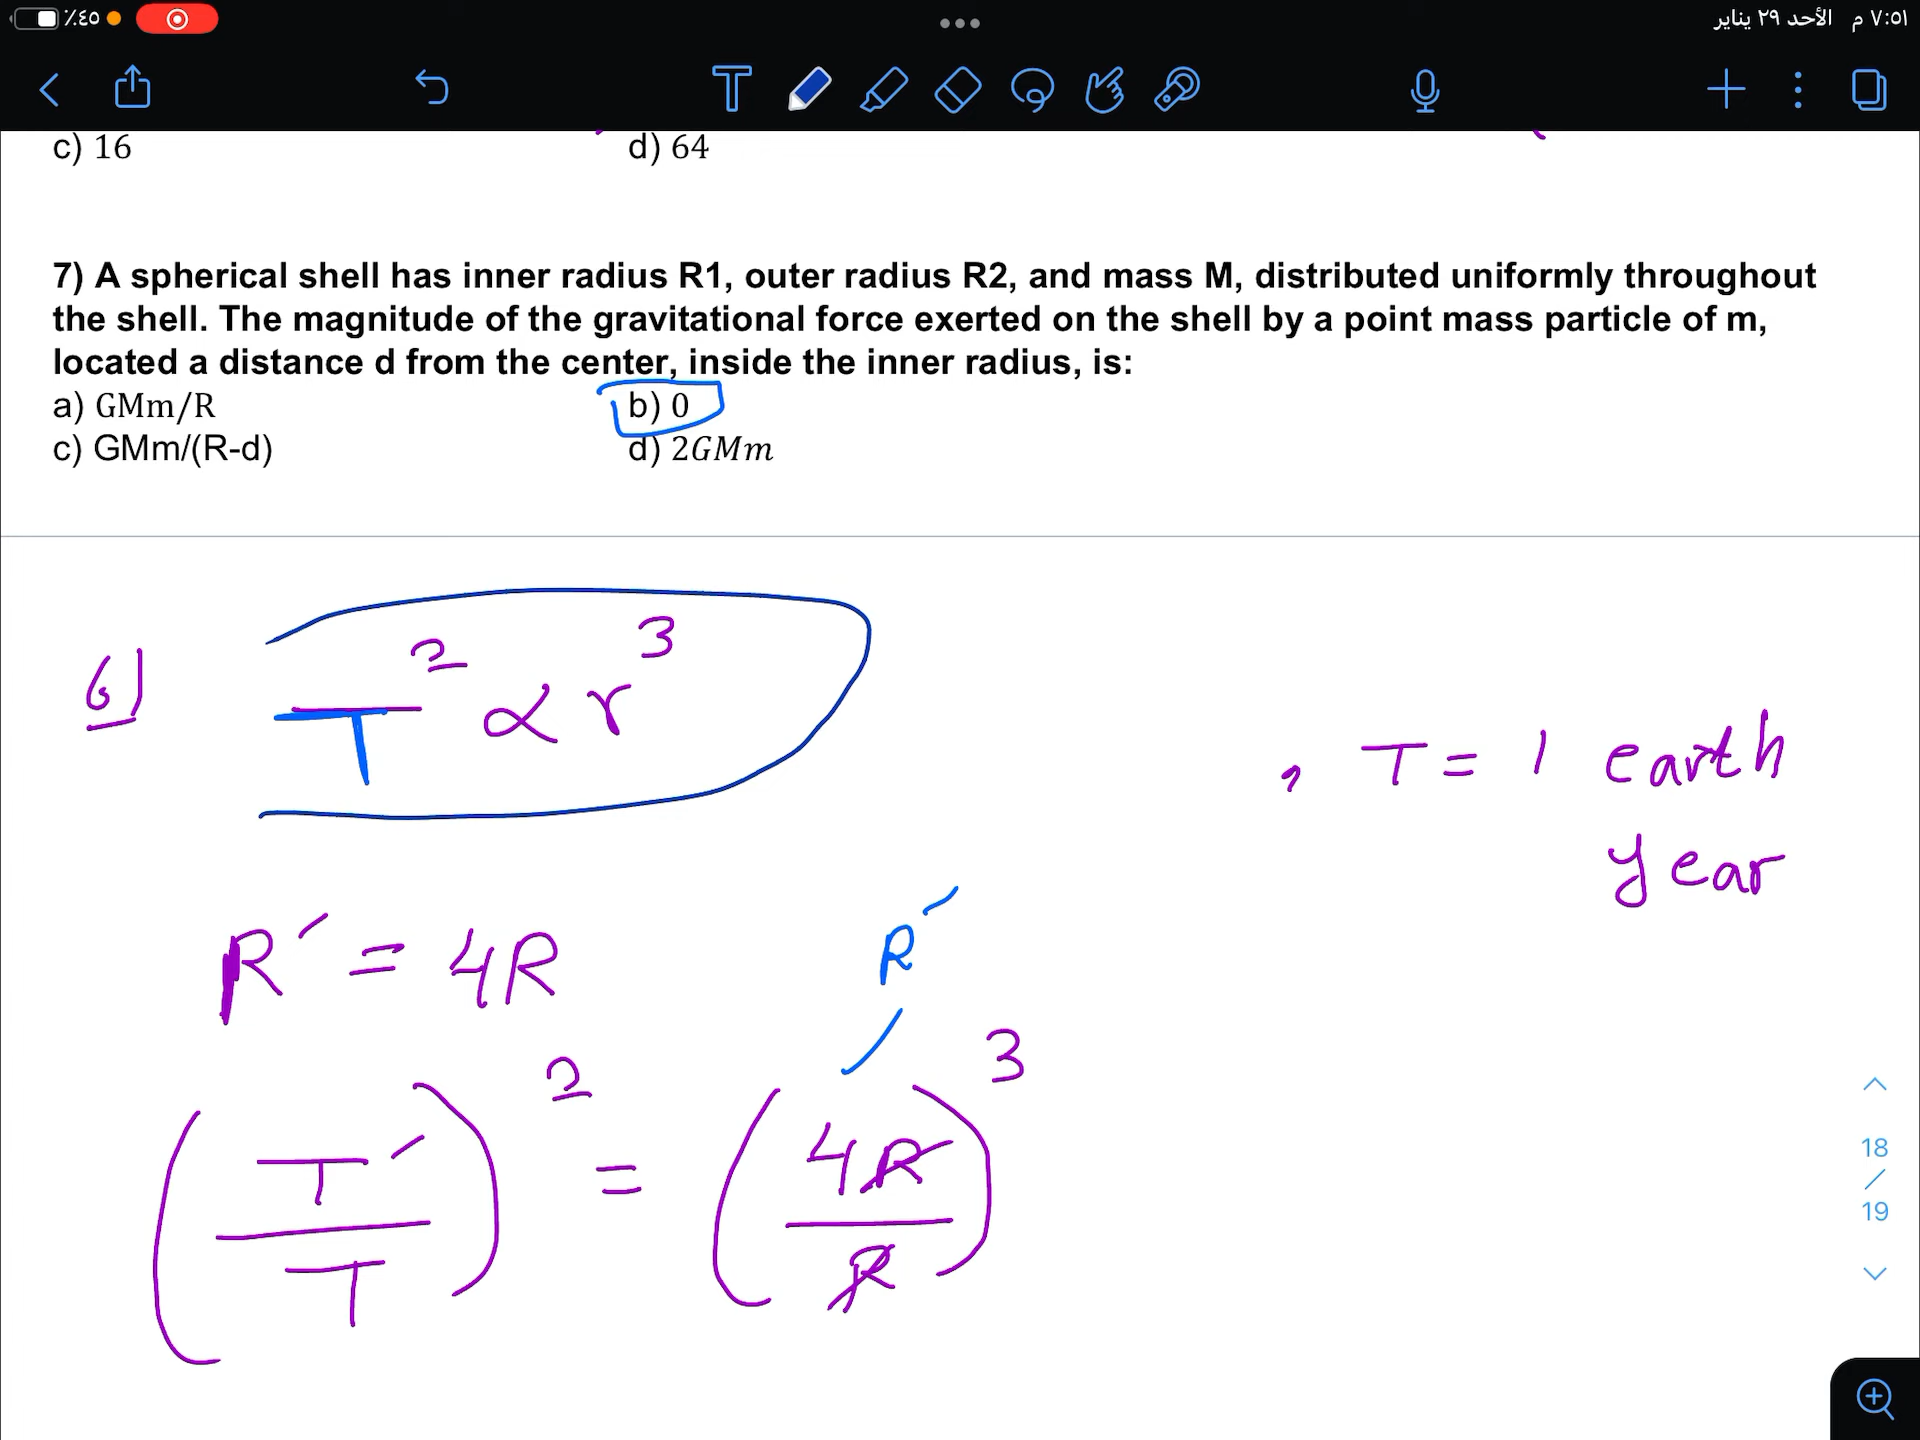 ٪٤٥
٧:٥١ م الأحد ٢٩ يناير
T
c) 16 d) 64
7) A spherical shell has inner radius R1, outer radius R2, and mass M, distributed uniformly throughout
the shell. The magnitude of the gravitational force exerted on the shell by a point mass particle of m,
located a distance d from the center, inside the inner radius, is:
a) GMm/R b) 0
c) GMm/(R-d) d) 2GMm
6) T² ∝ r³
, T = 1 earth
year
R′ = 4R
R′
(T′/T)² = (4R/R)³
18
/
19